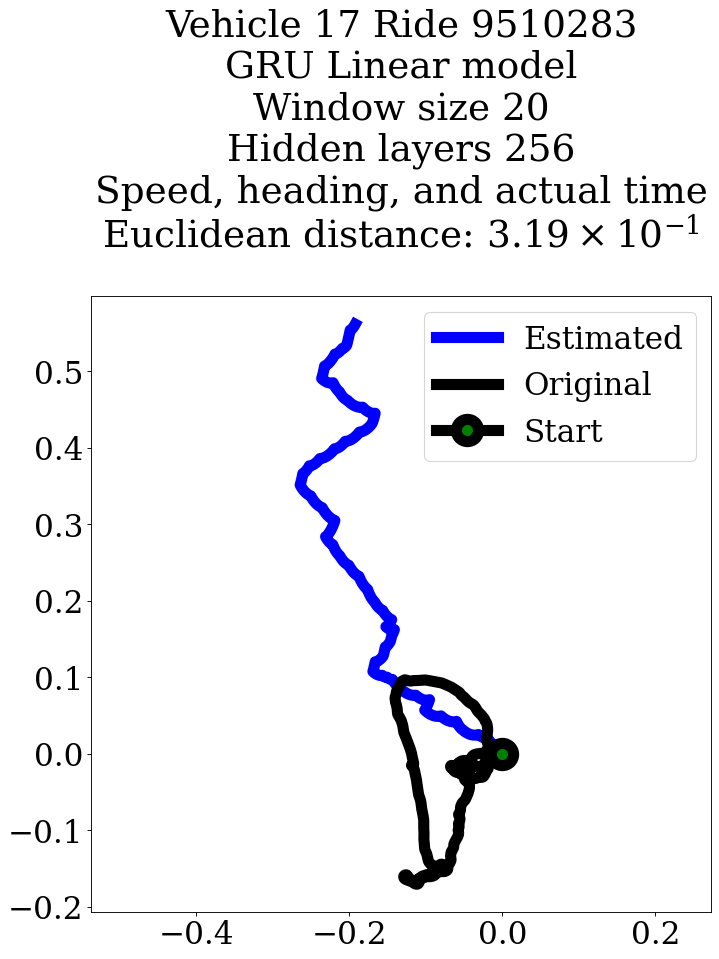 Vehicle 17 Ride 9510283
GRU Linear model
Window size 20
Hidden layers 256
Speed, heading, and actual time
Euclidean distance: 3.19 × 10⁻¹
Estimated
Original
Start
0.5
0.4
0.3
0.2
0.1
0.0
−0.1
−0.2
−0.4 −0.2 0.0 0.2